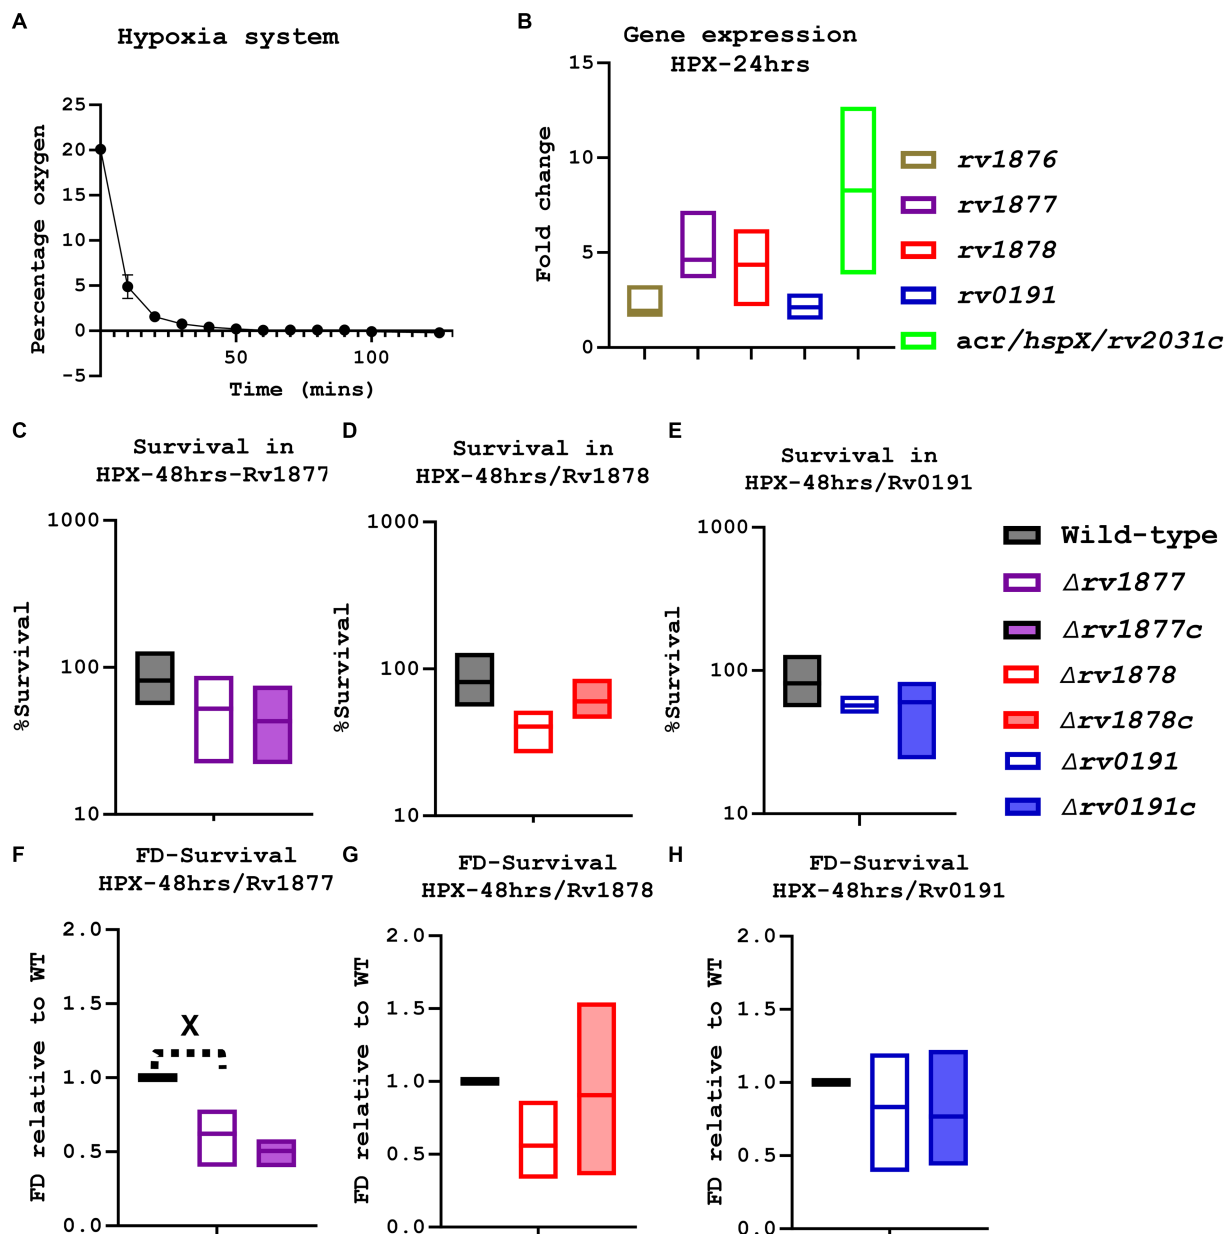 A
Hypoxia system
25
20
15
10
5
0
-5
50
100
Percentage oxygen
Time (mins)
B
Gene expression
HPX-24hrs
15
10
5
0
Fold change
rv1876
rv1877
rv1878
rv0191
acr/hspX/rv2031c
C
Survival in
HPX-48hrs-Rv1877
1000
100
10
%Survival
D
Survival in
HPX-48hrs/Rv1878
1000
100
10
%Survival
E
Survival in
HPX-48hrs/Rv0191
1000
100
10
%Survival
Wild-type
Δrv1877
Δrv1877c
Δrv1878
Δrv1878c
Δrv0191
Δrv0191c
F
FD-Survival
HPX-48hrs/Rv1877
2.0
1.5
1.0
0.5
0.0
FD relative to WT
X
G
FD-Survival
HPX-48hrs/Rv1878
2.0
1.5
1.0
0.5
0.0
FD relative to WT
H
FD-Survival
HPX-48hrs/Rv0191
2.0
1.5
1.0
0.5
0.0
FD relative to WT